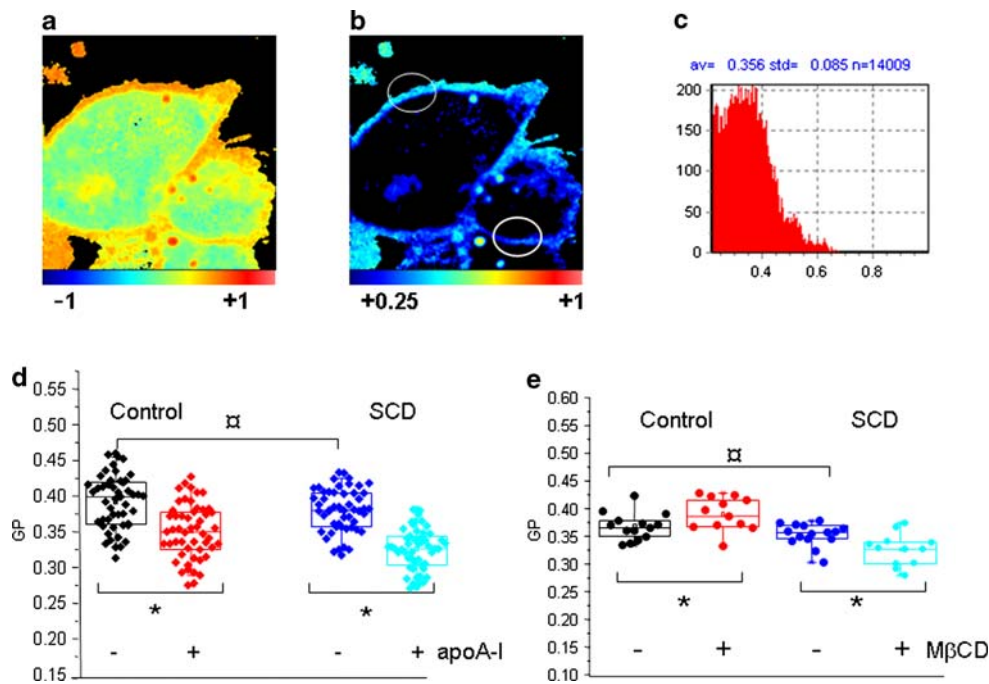 a
b
c
av= 0.356 std= 0.085 n=14009
200
150
100
50
0
0.4 0.6 0.8
−1 +1
+0.25 +1
d
Control SCD
¤
0.55
0.50
0.45
0.40
0.35
0.30
0.25
0.20
0.15
GP
* *
- + - + apoA-I
e
Control SCD
¤
0.60
0.55
0.50
0.45
0.40
0.35
0.30
0.25
0.20
0.15
0.10
GP
* *
- + - + MβCD